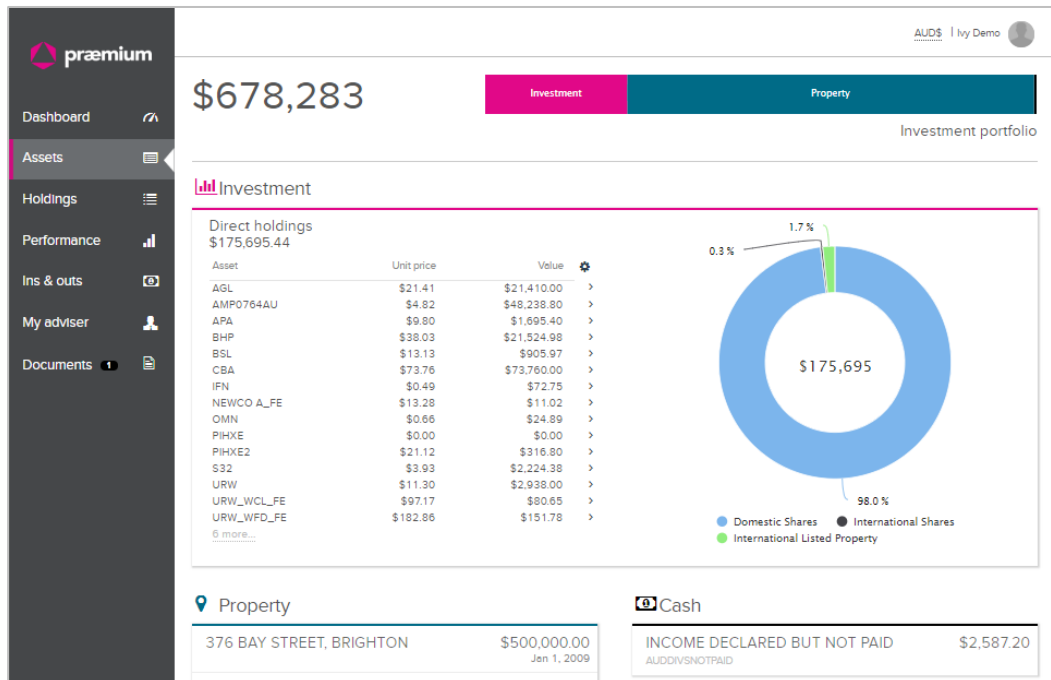 AUD$ | Ivy Demo
præmium
Dashboard
Assets
Holdings
Performance
Ins & outs
My adviser
Documents 1
$678,283
Investment
Property
Investment portfolio
Investment
Direct holdings
$175,695.44
Asset Unit price Value
AGL $21.41 $21,410.00
AMP0764AU $4.82 $48,238.80
APA $9.80 $1,695.40
BHP $38.03 $21,524.98
BSL $13.13 $905.97
CBA $73.76 $73,760.00
IFN $0.49 $72.75
NEWCO A_FE $13.28 $11.02
OMN $0.66 $24.89
PIHXE $0.00 $0.00
PIHXE2 $21.12 $316.80
S32 $3.93 $2,224.38
URW $11.30 $2,938.00
URW_WCL_FE $97.17 $80.65
URW_WFD_FE $182.86 $151.78
6 more...
1.7 %
0.3 %
$175,695
98.0 %
Domestic Shares International Shares
International Listed Property
Property
376 BAY STREET, BRIGHTON $500,000.00
Jan 1, 2009
Cash
INCOME DECLARED BUT NOT PAID $2,587.20
AUDDIVSNOTPAID